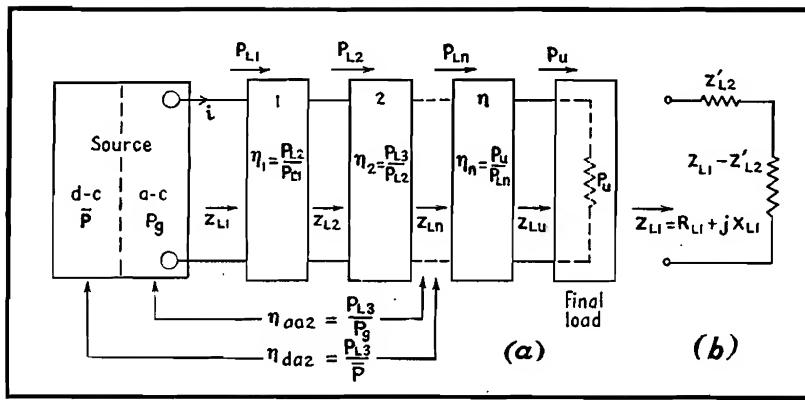 P_L1 P_L2 P_Ln P_u
1 2 n
i
Source
d-c a-c
P̅ P_g
η_1 = P_L2/P_L1
η_2 = P_L3/P_L2
η_n = P_u/P_Ln
P_u
Z_L1 Z_L2 Z_Ln Z_Lu
Final
load
η_aa2 = P_L3/P_g
η_da2 = P_L3/P̅
(a)
Z'_L2
Z_L1 - Z'_L2
Z_L1 = R_L1 + j X_L1
(b)